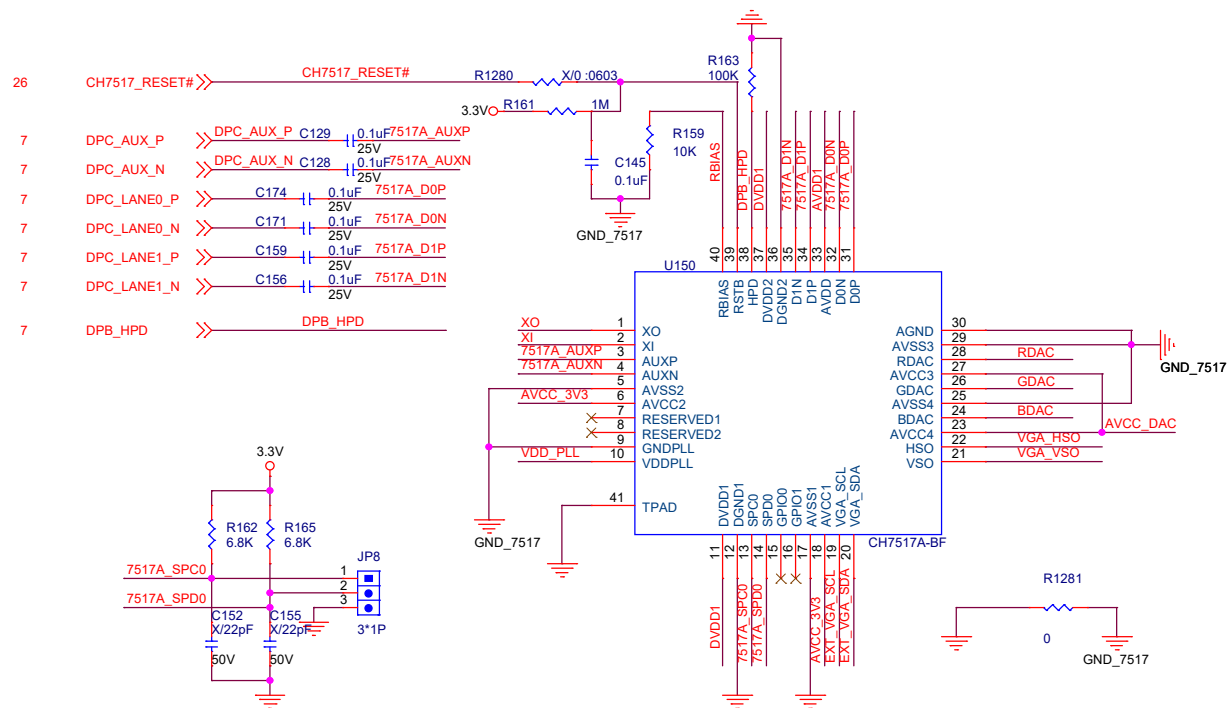 26 CH7517_RESET# CH7517_RESET# R1280 X/0 :0603
3.3V R161 1M
7 DPC_AUX_P DPC_AUX_P C129 0.1uF 25V 7517A_AUXP
7 DPC_AUX_N DPC_AUX_N C128 0.1uF 25V 7517A_AUXN
7 DPC_LANE0_P C174 0.1uF 25V 7517A_D0P
7 DPC_LANE0_N C171 0.1uF 25V 7517A_D0N
7 DPC_LANE1_P C159 0.1uF 25V 7517A_D1P
7 DPC_LANE1_N C156 0.1uF 25V 7517A_D1N
7 DPB_HPD DPB_HPD
C145
0.1uF
R159
10K
GND_7517
R163
100K
RBIAS
DPB_HPD
DVDD1
7517A_D1N
7517A_D1P
AVDD1
7517A_D0N
7517A_D0P
40 39 38 37 36 35 34 33 32 31
U150
RBIAS RSTB HPD DVDD2 DGND2 D1N D1P AVDD D0N D0P
XO 1 XO
XI 2 XI
7517A_AUXP 3 AUXP
7517A_AUXN 4 AUXN
5 AVSS2
AVCC_3V3 6 AVCC2
7 RESERVED1
8 RESERVED2
9 GNDPLL
VDD_PLL 10 VDDPLL
41 TPAD
GND_7517
AGND 30
AVSS3 29
RDAC 28 RDAC
AVCC3 27
GDAC 26 GDAC
AVSS4 25
BDAC 24 BDAC
AVCC4 23 AVCC_DAC
HSO 22 VGA_HSO
VSO 21 VGA_VSO
GND_7517
DVDD1 DGND1 SPC0 SPD0 GPIO0 GPIO1 AVSS1 AVCC1 VGA_SCL VGA_SDA
CH7517A-BF
11 12 13 14 15 16 17 18 19 20
DVDD1
7517A_SPC0
7517A_SPD0
AVCC_3V3
EXT_VGA_SCL
EXT_VGA_SDA
3.3V
R162
6.8K
R165
6.8K
JP8
7517A_SPC0 1
2
7517A_SPD0 3
3*1P
C152
X/22pF
50V
C155
X/22pF
50V
R1281
0
GND_7517